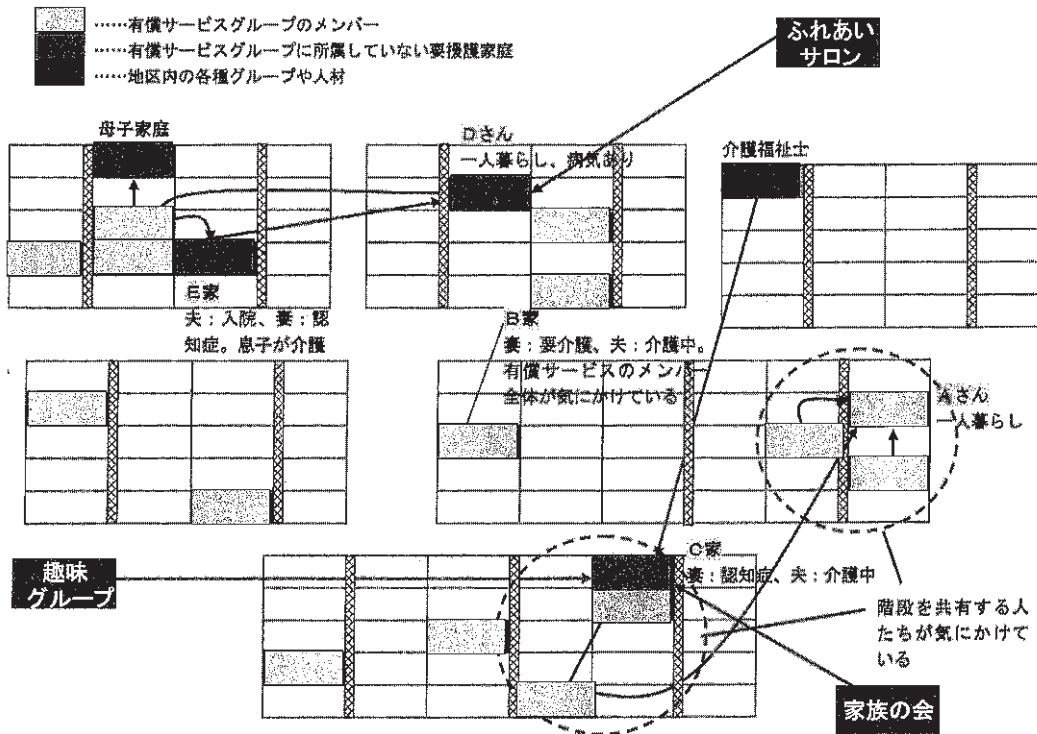 ……有償サービスグループのメンバー
……有償サービスグループに所属していない要援護家庭
……地区内の各種グループや人材
ふれあい
サロン
母子家庭
Dさん
一人暮らし、病気あり
介護福祉士
E家
夫:入院、妻:認
知症。息子が介護
B家
妻:要介護、夫:介護中。
有償サービスのメンバー
全体が気にかけている
Aさん
一人暮らし
趣味
グループ
C家
妻:認知症、夫:介護中
階段を共有する人
たちが気にかけて
いる
家族の会